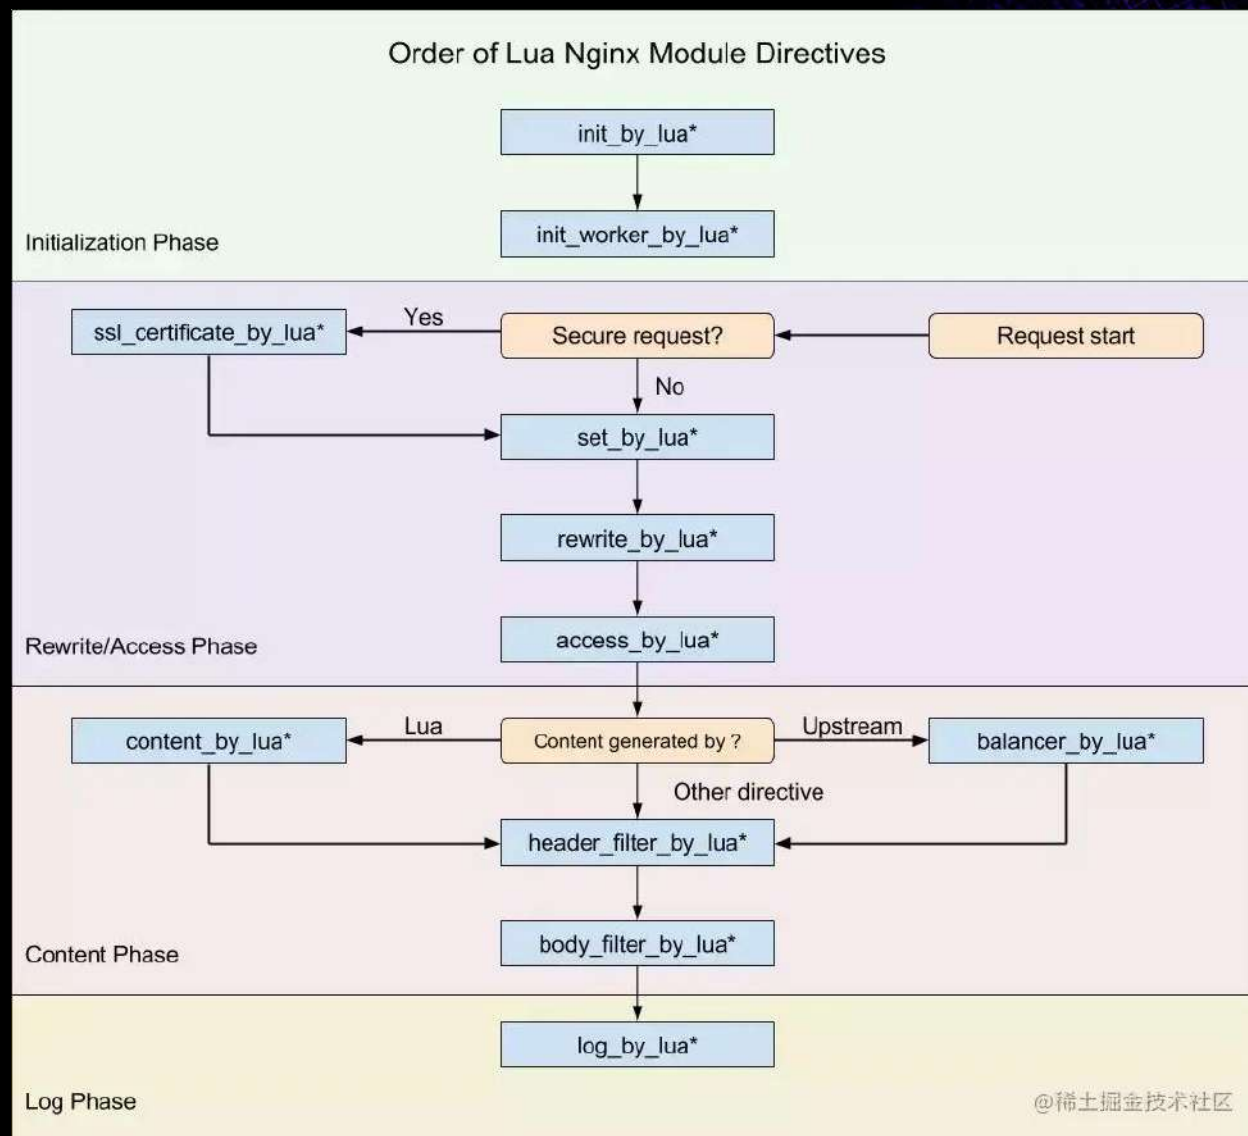 Order of Lua Nginx Module Directives
init_by_lua*
init_worker_by_lua*
Initialization Phase
ssl_certificate_by_lua*
Yes
Secure request?
Request start
No
set_by_lua*
rewrite_by_lua*
access_by_lua*
Rewrite/Access Phase
content_by_lua*
Lua
Content generated by ?
Upstream
balancer_by_lua*
Other directive
header_filter_by_lua*
body_filter_by_lua*
Content Phase
log_by_lua*
Log Phase
@稀土掘金技术社区